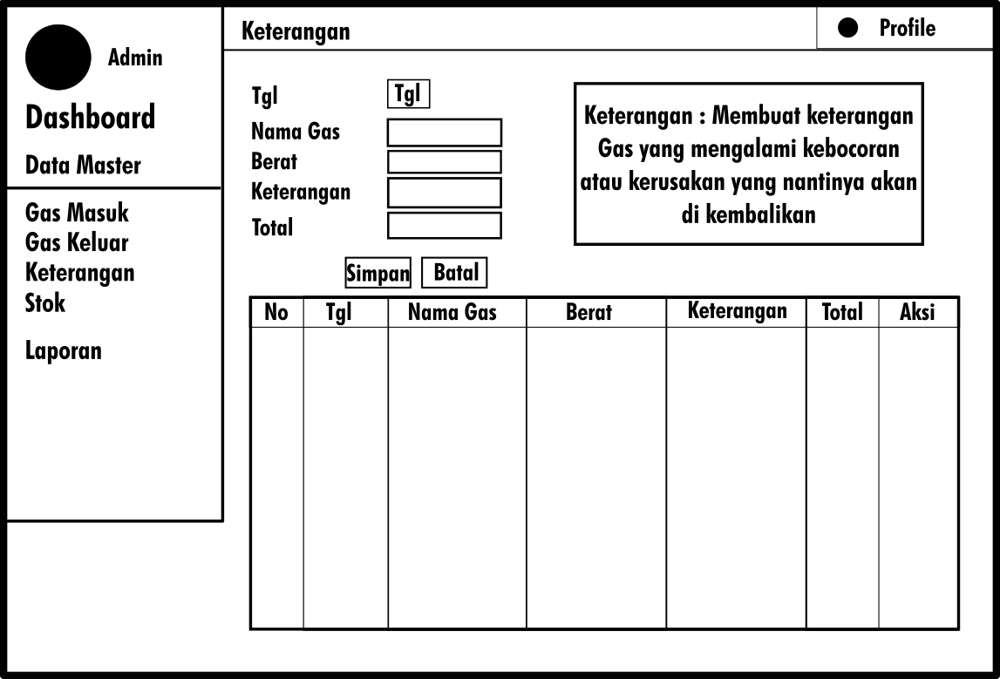 Admin
Dashboard
Data Master
Gas Masuk
Gas Keluar
Keterangan
Stok
Laporan
Keterangan
Profile
Tgl Tgl
Nama Gas
Berat
Keterangan
Total
Simpan Batal
Keterangan : Membuat keterangan
Gas yang mengalami kebocoran
atau kerusakan yang nantinya akan
di kembalikan
No Tgl Nama Gas Berat Keterangan Total Aksi